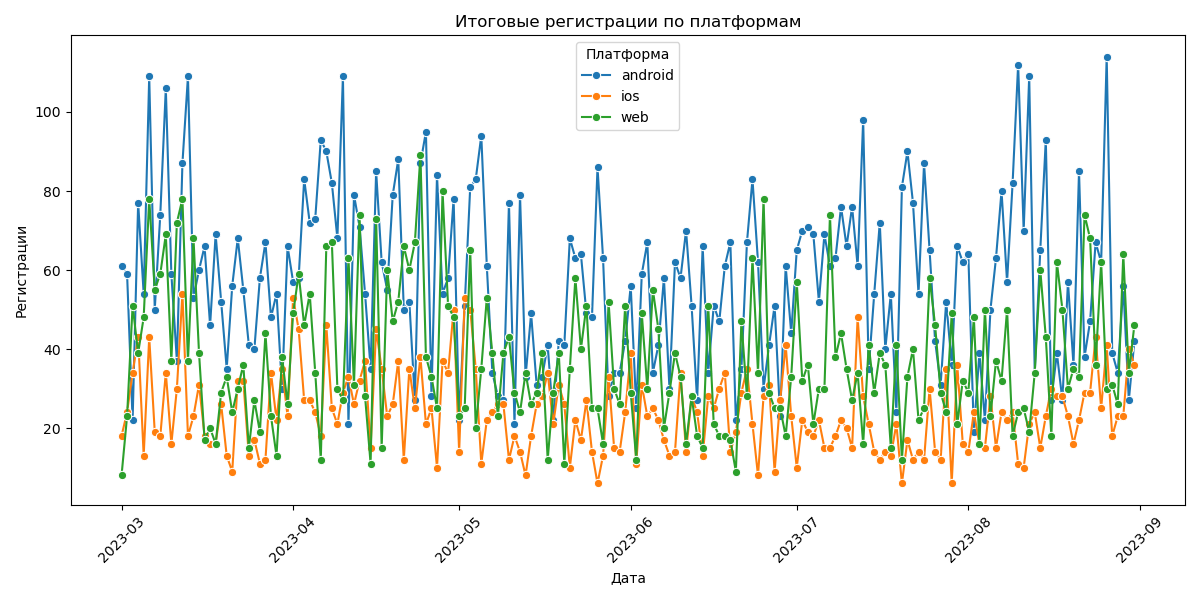 Итоговые регистрации по платформам
Платформа
android
ios
web
Регистрации
100
80
60
40
20
2023-03
2023-04
2023-05
2023-06
2023-07
2023-08
2023-09
Дата